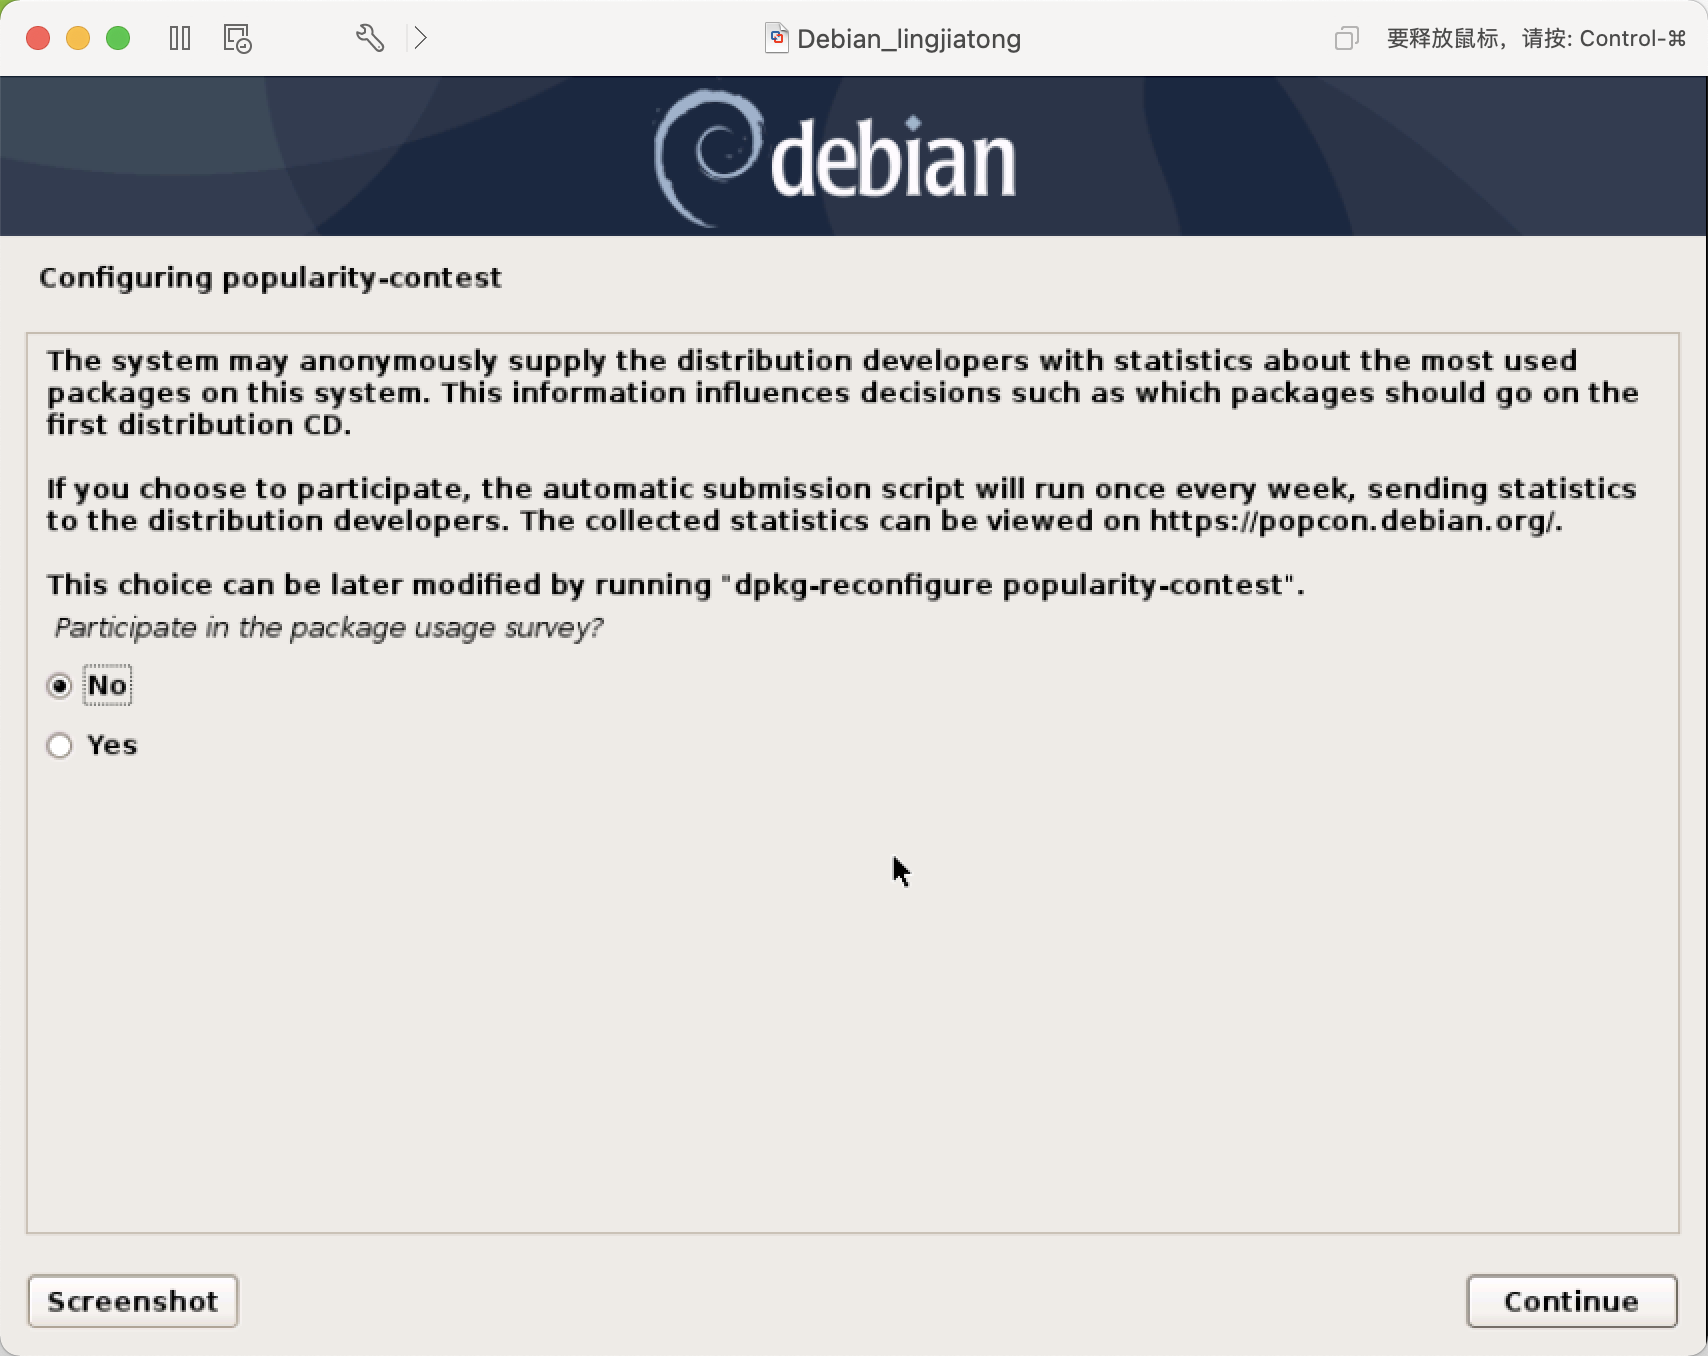 Debian_lingjiatong
要释放鼠标，请按: Control-⌘
debian
Configuring popularity-contest
The system may anonymously supply the distribution developers with statistics about the most used
packages on this system. This information influences decisions such as which packages should go on the
first distribution CD.
If you choose to participate, the automatic submission script will run once every week, sending statistics
to the distribution developers. The collected statistics can be viewed on https://popcon.debian.org/.
This choice can be later modified by running "dpkg-reconfigure popularity-contest".
Participate in the package usage survey?
No
Yes
Screenshot
Continue